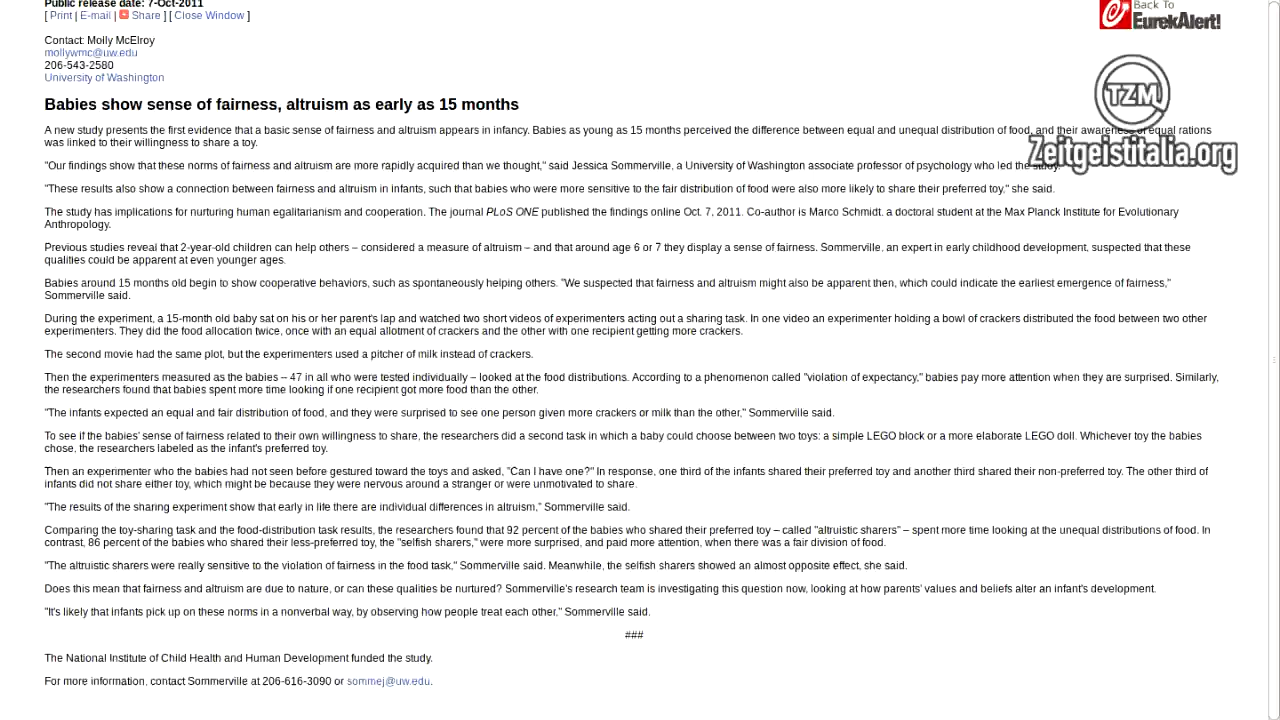 Public release date: 7-Oct-2011
[ Print | E-mail | Share ] [ Close Window ]
Back To
EurekAlert!
Contact: Molly McElroy
mollywmc@uw.edu
206-543-2580
University of Washington
TZM
Zeitgeistitalia.org
Babies show sense of fairness, altruism as early as 15 months
A new study presents the first evidence that a basic sense of fairness and altruism appears in infancy. Babies as young as 15 months perceived the difference between equal and unequal distribution of food, and their awareness of equal rations
was linked to their willingness to share a toy.
"Our findings show that these norms of fairness and altruism are more rapidly acquired than we thought," said Jessica Sommerville, a University of Washington associate professor of psychology who led the study.
"These results also show a connection between fairness and altruism in infants, such that babies who were more sensitive to the fair distribution of food were also more likely to share their preferred toy," she said.
The study has implications for nurturing human egalitarianism and cooperation. The journal PLoS ONE published the findings online Oct. 7, 2011. Co-author is Marco Schmidt, a doctoral student at the Max Planck Institute for Evolutionary
Anthropology.
Previous studies reveal that 2-year-old children can help others – considered a measure of altruism – and that around age 6 or 7 they display a sense of fairness. Sommerville, an expert in early childhood development, suspected that these
qualities could be apparent at even younger ages.
Babies around 15 months old begin to show cooperative behaviors, such as spontaneously helping others. "We suspected that fairness and altruism might also be apparent then, which could indicate the earliest emergence of fairness,"
Sommerville said.
During the experiment, a 15-month old baby sat on his or her parent's lap and watched two short videos of experimenters acting out a sharing task. In one video an experimenter holding a bowl of crackers distributed the food between two other
experimenters. They did the food allocation twice, once with an equal allotment of crackers and the other with one recipient getting more crackers.
The second movie had the same plot, but the experimenters used a pitcher of milk instead of crackers.
Then the experimenters measured as the babies – 47 in all who were tested individually – looked at the food distributions. According to a phenomenon called "violation of expectancy," babies pay more attention when they are surprised. Similarly,
the researchers found that babies spent more time looking if one recipient got more food than the other.
"The infants expected an equal and fair distribution of food, and they were surprised to see one person given more crackers or milk than the other," Sommerville said.
To see if the babies' sense of fairness related to their own willingness to share, the researchers did a second task in which a baby could choose between two toys: a simple LEGO block or a more elaborate LEGO doll. Whichever toy the babies
chose, the researchers labeled as the infant's preferred toy.
Then an experimenter who the babies had not seen before gestured toward the toys and asked, "Can I have one?" In response, one third of the infants shared their preferred toy and another third shared their non-preferred toy. The other third of
infants did not share either toy, which might be because they were nervous around a stranger or were unmotivated to share.
"The results of the sharing experiment show that early in life there are individual differences in altruism," Sommerville said.
Comparing the toy-sharing task and the food-distribution task results, the researchers found that 92 percent of the babies who shared their preferred toy – called "altruistic sharers" – spent more time looking at the unequal distributions of food. In
contrast, 86 percent of the babies who shared their less-preferred toy, the "selfish sharers," were more surprised, and paid more attention, when there was a fair division of food.
"The altruistic sharers were really sensitive to the violation of fairness in the food task," Sommerville said. Meanwhile, the selfish sharers showed an almost opposite effect, she said.
Does this mean that fairness and altruism are due to nature, or can these qualities be nurtured? Sommerville's research team is investigating this question now, looking at how parents' values and beliefs alter an infant's development.
"It's likely that infants pick up on these norms in a nonverbal way, by observing how people treat each other," Sommerville said.
###
The National Institute of Child Health and Human Development funded the study.
For more information, contact Sommerville at 206-616-3090 or sommej@uw.edu.